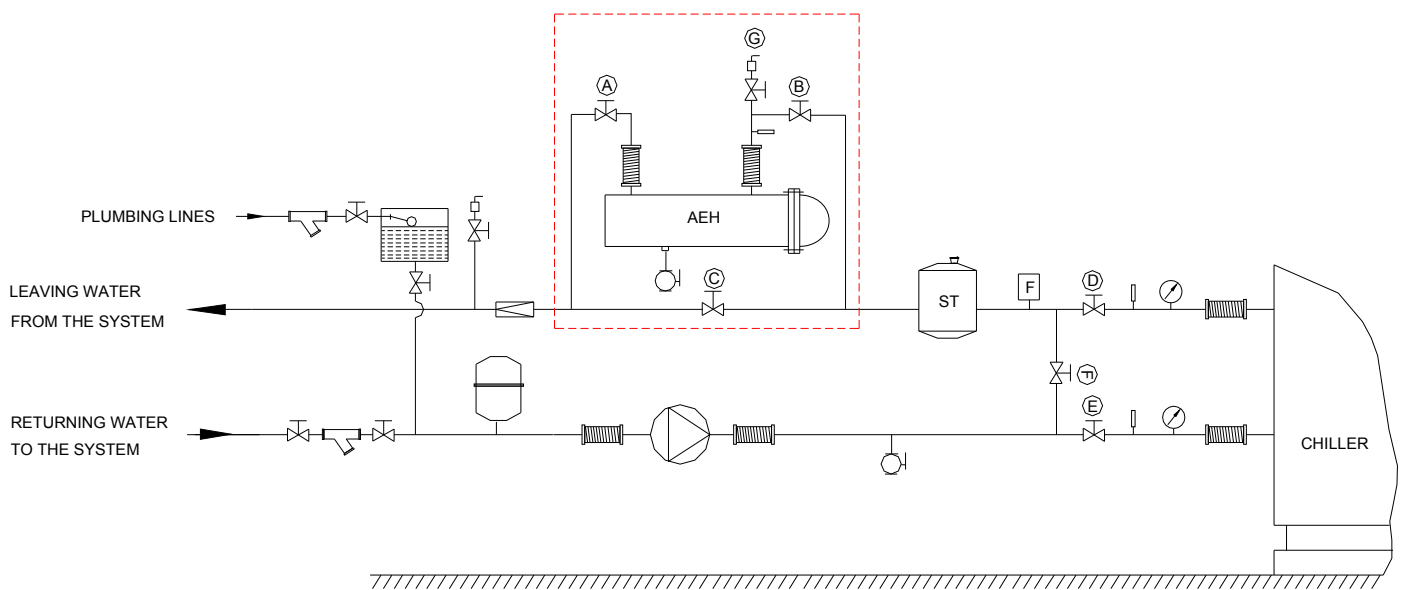 G
A
B
PLUMBING LINES
AEH
LEAVING WATER
FROM THE SYSTEM
C
ST
F
D
F
RETURNING WATER
TO THE SYSTEM
E
CHILLER